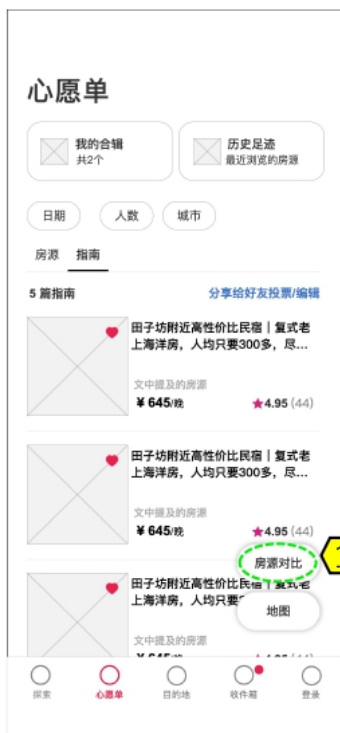 心愿单
我的合辑
共2个
历史足迹
最近浏览的房源
日期
人数
城市
房源
指南
5 篇指南
分享给好友投票/编辑
田子坊附近高性价比民宿｜复式老
上海洋房，人均只要300多，尽...
文中提及的房源
¥ 645/晚
★4.95 (44)
田子坊附近高性价比民宿｜复式老
上海洋房，人均只要300多，尽...
文中提及的房源
¥ 645/晚
★4.95 (44)
房源对比
1
田子坊附近高性价比民宿｜复式老
上海洋房，人均只要
地图
文中提及的房源
探索
心愿单
目的地
收件箱
登录